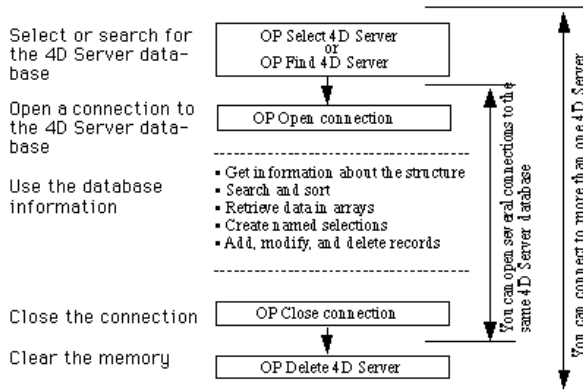 Select or search for
the 4D Server data-
base
OP Select 4D Server
or
OP Find 4D Server
Open a connection to
the 4D Server data-
base
OP Open connection
Use the database
information
▪ Get information about the structure
▪ Search and sort
▪ Retrieve data in arrays
▪ Create named selections
▪ Add, modify, and delete records
Close the connection
OP Close connection
Clear the memory
OP Delete 4D Server
You can open several connections to the
same 4D Server database
You can connect to more than one 4D Server